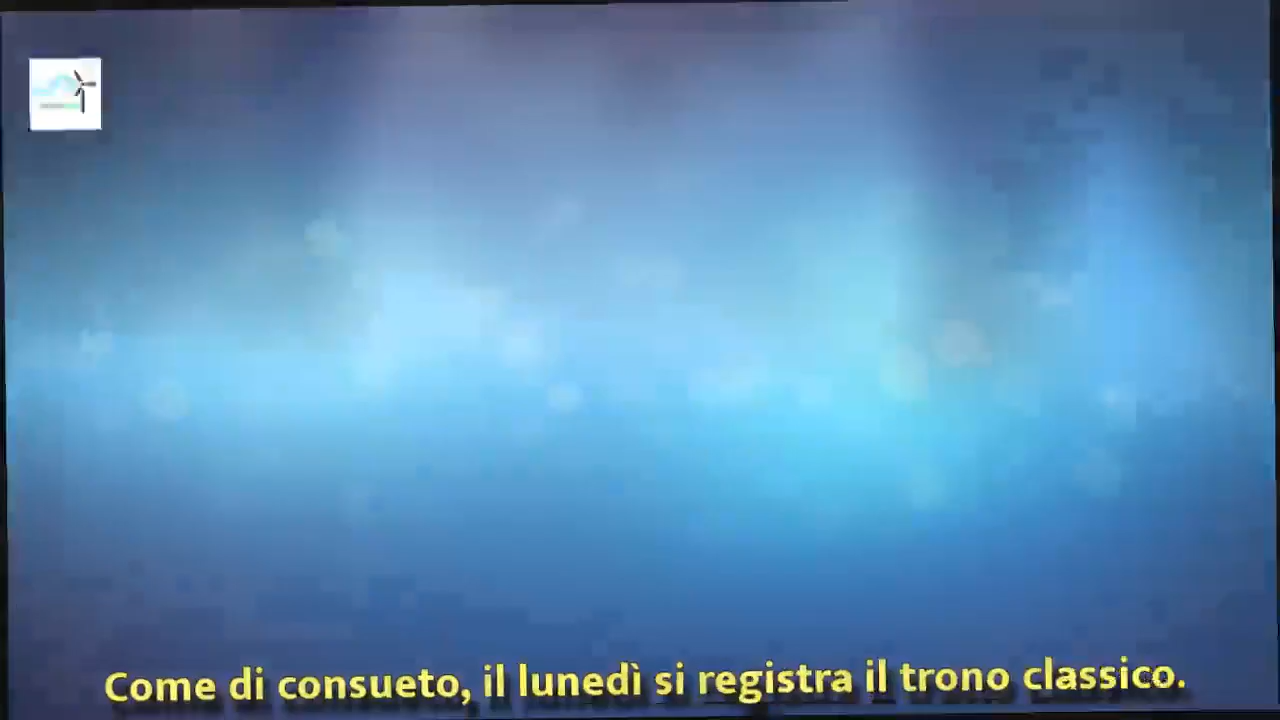 Come di consueto, il lunedì si registra il trono classico.